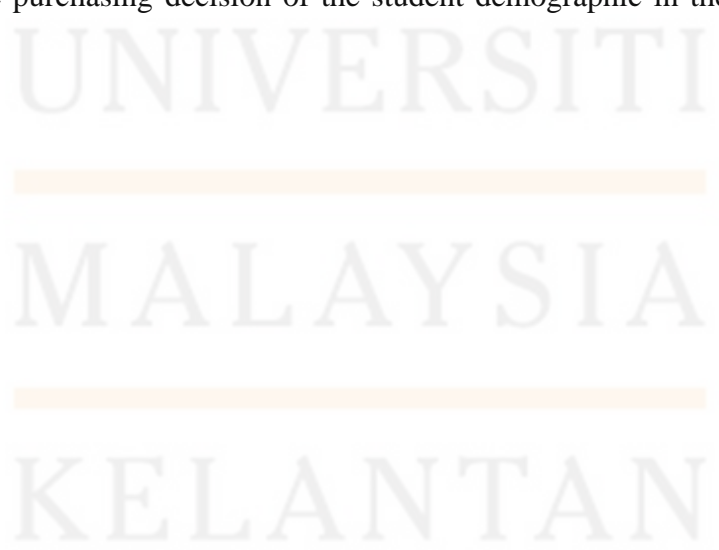 purchasing decision of the student demographic in the
UNIVERSITI
MALAYSIA
KELANTAN